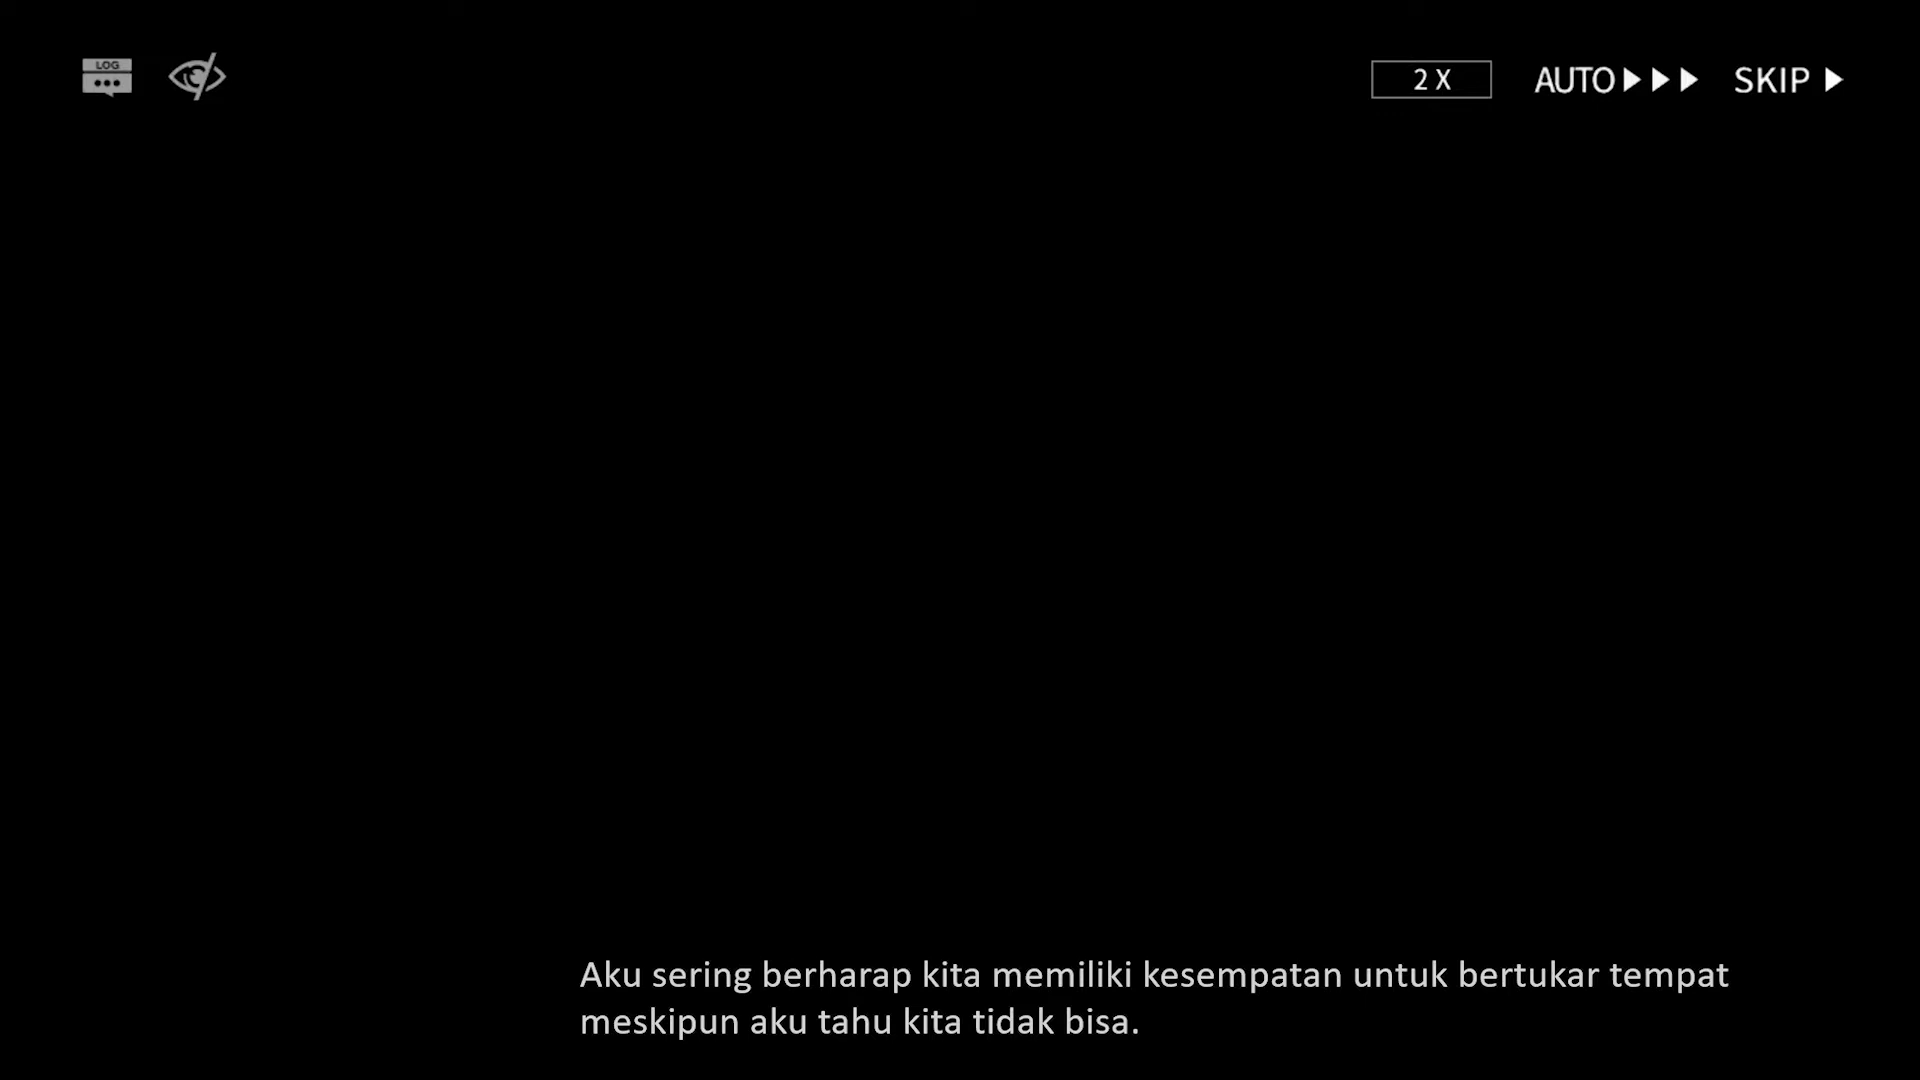 LOG
2 X AUTO SKIP
Aku sering berharap kita memiliki kesempatan untuk bertukar tempat
meskipun aku tahu kita tidak bisa.